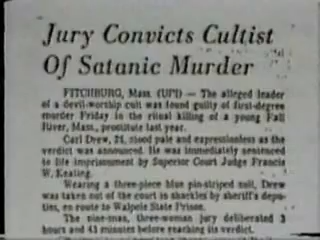 Jury Convicts Cultist
Of Satanic Murder
FITCHBURG, Mass. (UPI) — The alleged leader
of a devil-worship cult was found guilty of first-degree
murder Friday in the ritual killing of a young Fall
River, Mass., prostitute last year.
Carl Drew, 26, stood pale and expressionless as the
verdict was announced. He was immediately sentenced
to life imprisonment by Superior Court Judge Francis
W. Keating.
Wearing a three-piece blue pin-striped suit, Drew
was taken out of the court in shackles by sheriff's depu-
ties, en route to Walpole State Prison.
The nine-man, three-woman jury deliberated 3
hours and 43 minutes before reaching its verdict.